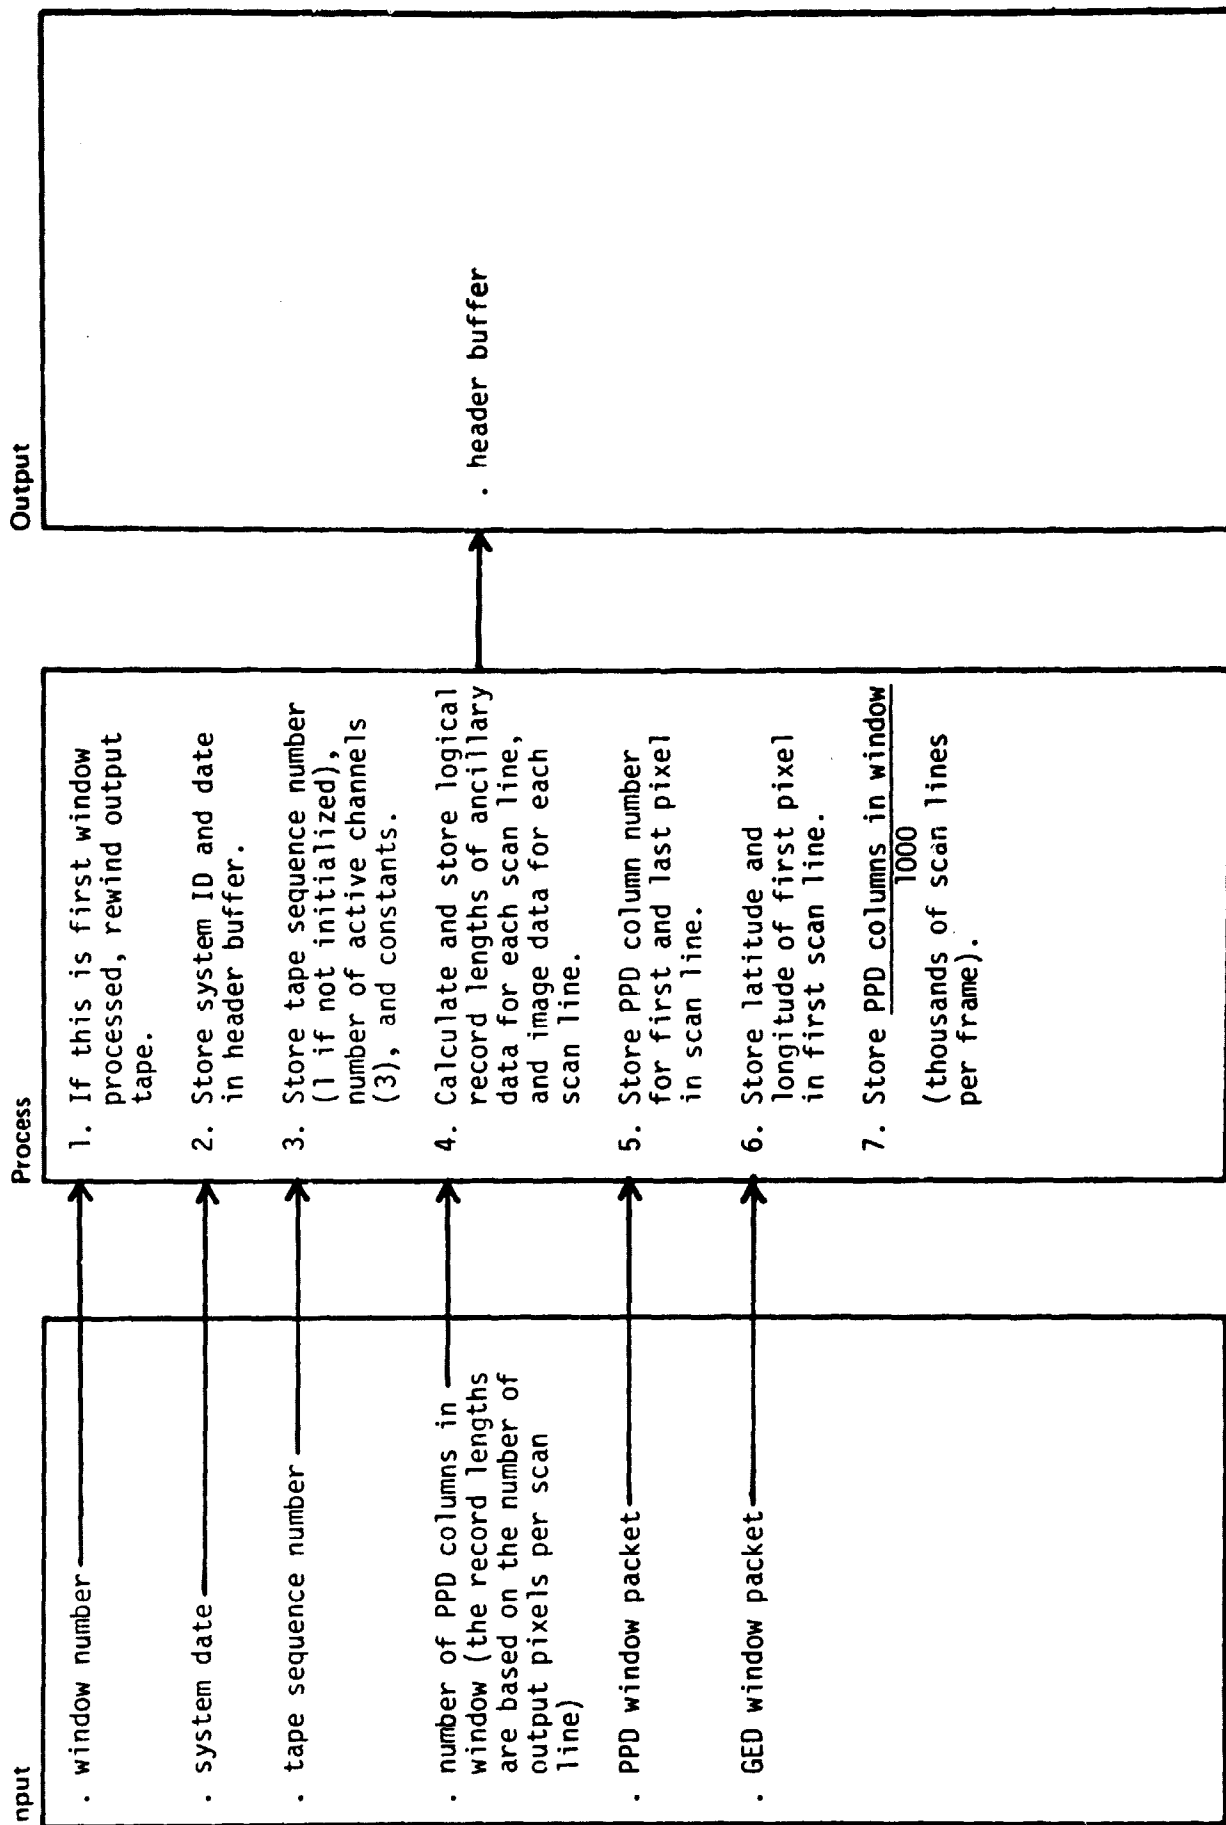 nput
. window number
. system date
. tape sequence number
. number of PPD columns in
window (the record lengths
are based on the number of
output pixels per scan
line)
. PPD window packet
. GED window packet
Process
1. If this is first window
processed, rewind output
tape.
2. Store system ID and date
in header buffer.
3. Store tape sequence number
(1 if not initialized),
number of active channels
(3), and constants.
4. Calculate and store logical
record lengths of ancillary
data for each scan line,
and image data for each
scan line.
5. Store PPD column number
for first and last pixel
in scan line.
6. Store latitude and
longitude of first pixel
in first scan line.
7. Store PPD columns in window
1000
(thousands of scan lines
per frame).
Output
. header buffer